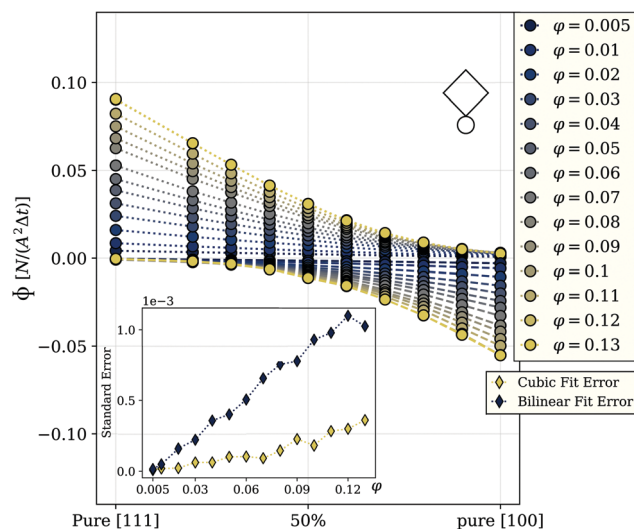 0.10
0.05
0.00
−0.05
−0.10
Φ [N/(A²Δt)]
Pure [111]
50%
pure [100]
φ = 0.005
φ = 0.01
φ = 0.02
φ = 0.03
φ = 0.04
φ = 0.05
φ = 0.06
φ = 0.07
φ = 0.08
φ = 0.09
φ = 0.1
φ = 0.11
φ = 0.12
φ = 0.13
Cubic Fit Error
Bilinear Fit Error
1e−3
1.0
0.5
0.0
Standard Error
0.005
0.03
0.06
0.09
0.12
φ